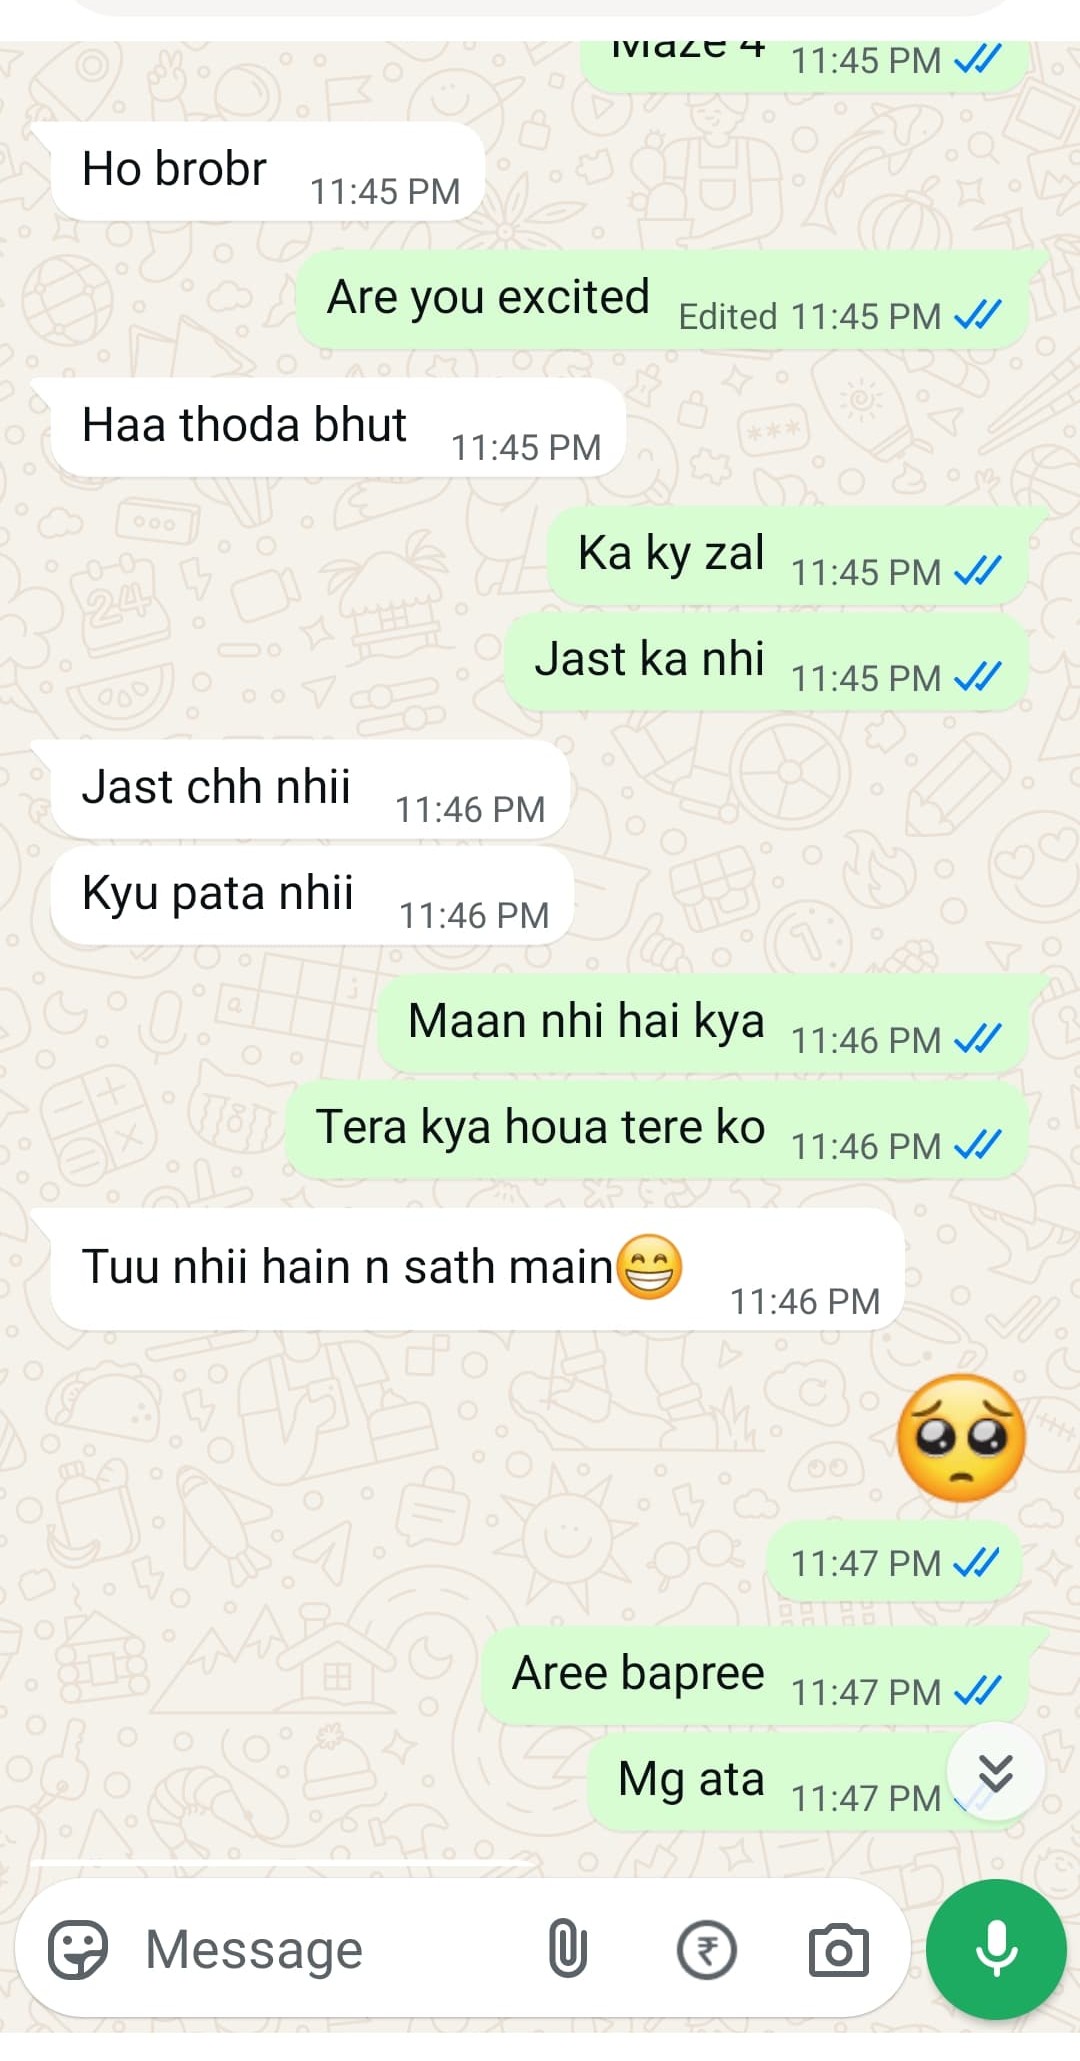 Maze 4 11:45 PM
Ho brobr 11:45 PM
Are you excited Edited 11:45 PM
Haa thoda bhut 11:45 PM
Ka ky zal 11:45 PM
Jast ka nhi 11:45 PM
Jast chh nhii 11:46 PM
Kyu pata nhii 11:46 PM
Maan nhi hai kya 11:46 PM
Tera kya houa tere ko 11:46 PM
Tuu nhii hain n sath main😁 11:46 PM
🥺
11:47 PM
Aree bapree 11:47 PM
Mg ata 11:47 PM
Message